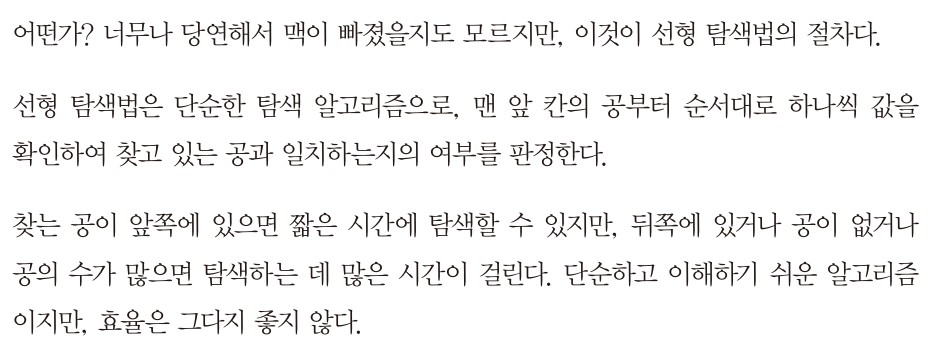 어떤가? 너무나 당연해서 맥이 빠졌을지도 모르지만, 이것이 선형 탐색법의 절차다.
선형 탐색법은 단순한 탐색 알고리즘으로, 맨 앞 칸의 공부터 순서대로 하나씩 값을
확인하여 찾고 있는 공과 일치하는지의 여부를 판정한다.
찾는 공이 앞쪽에 있으면 짧은 시간에 탐색할 수 있지만, 뒤쪽에 있거나 공이 없거나
공의 수가 많으면 탐색하는 데 많은 시간이 걸린다. 단순하고 이해하기 쉬운 알고리즘
이지만, 효율은 그다지 좋지 않다.